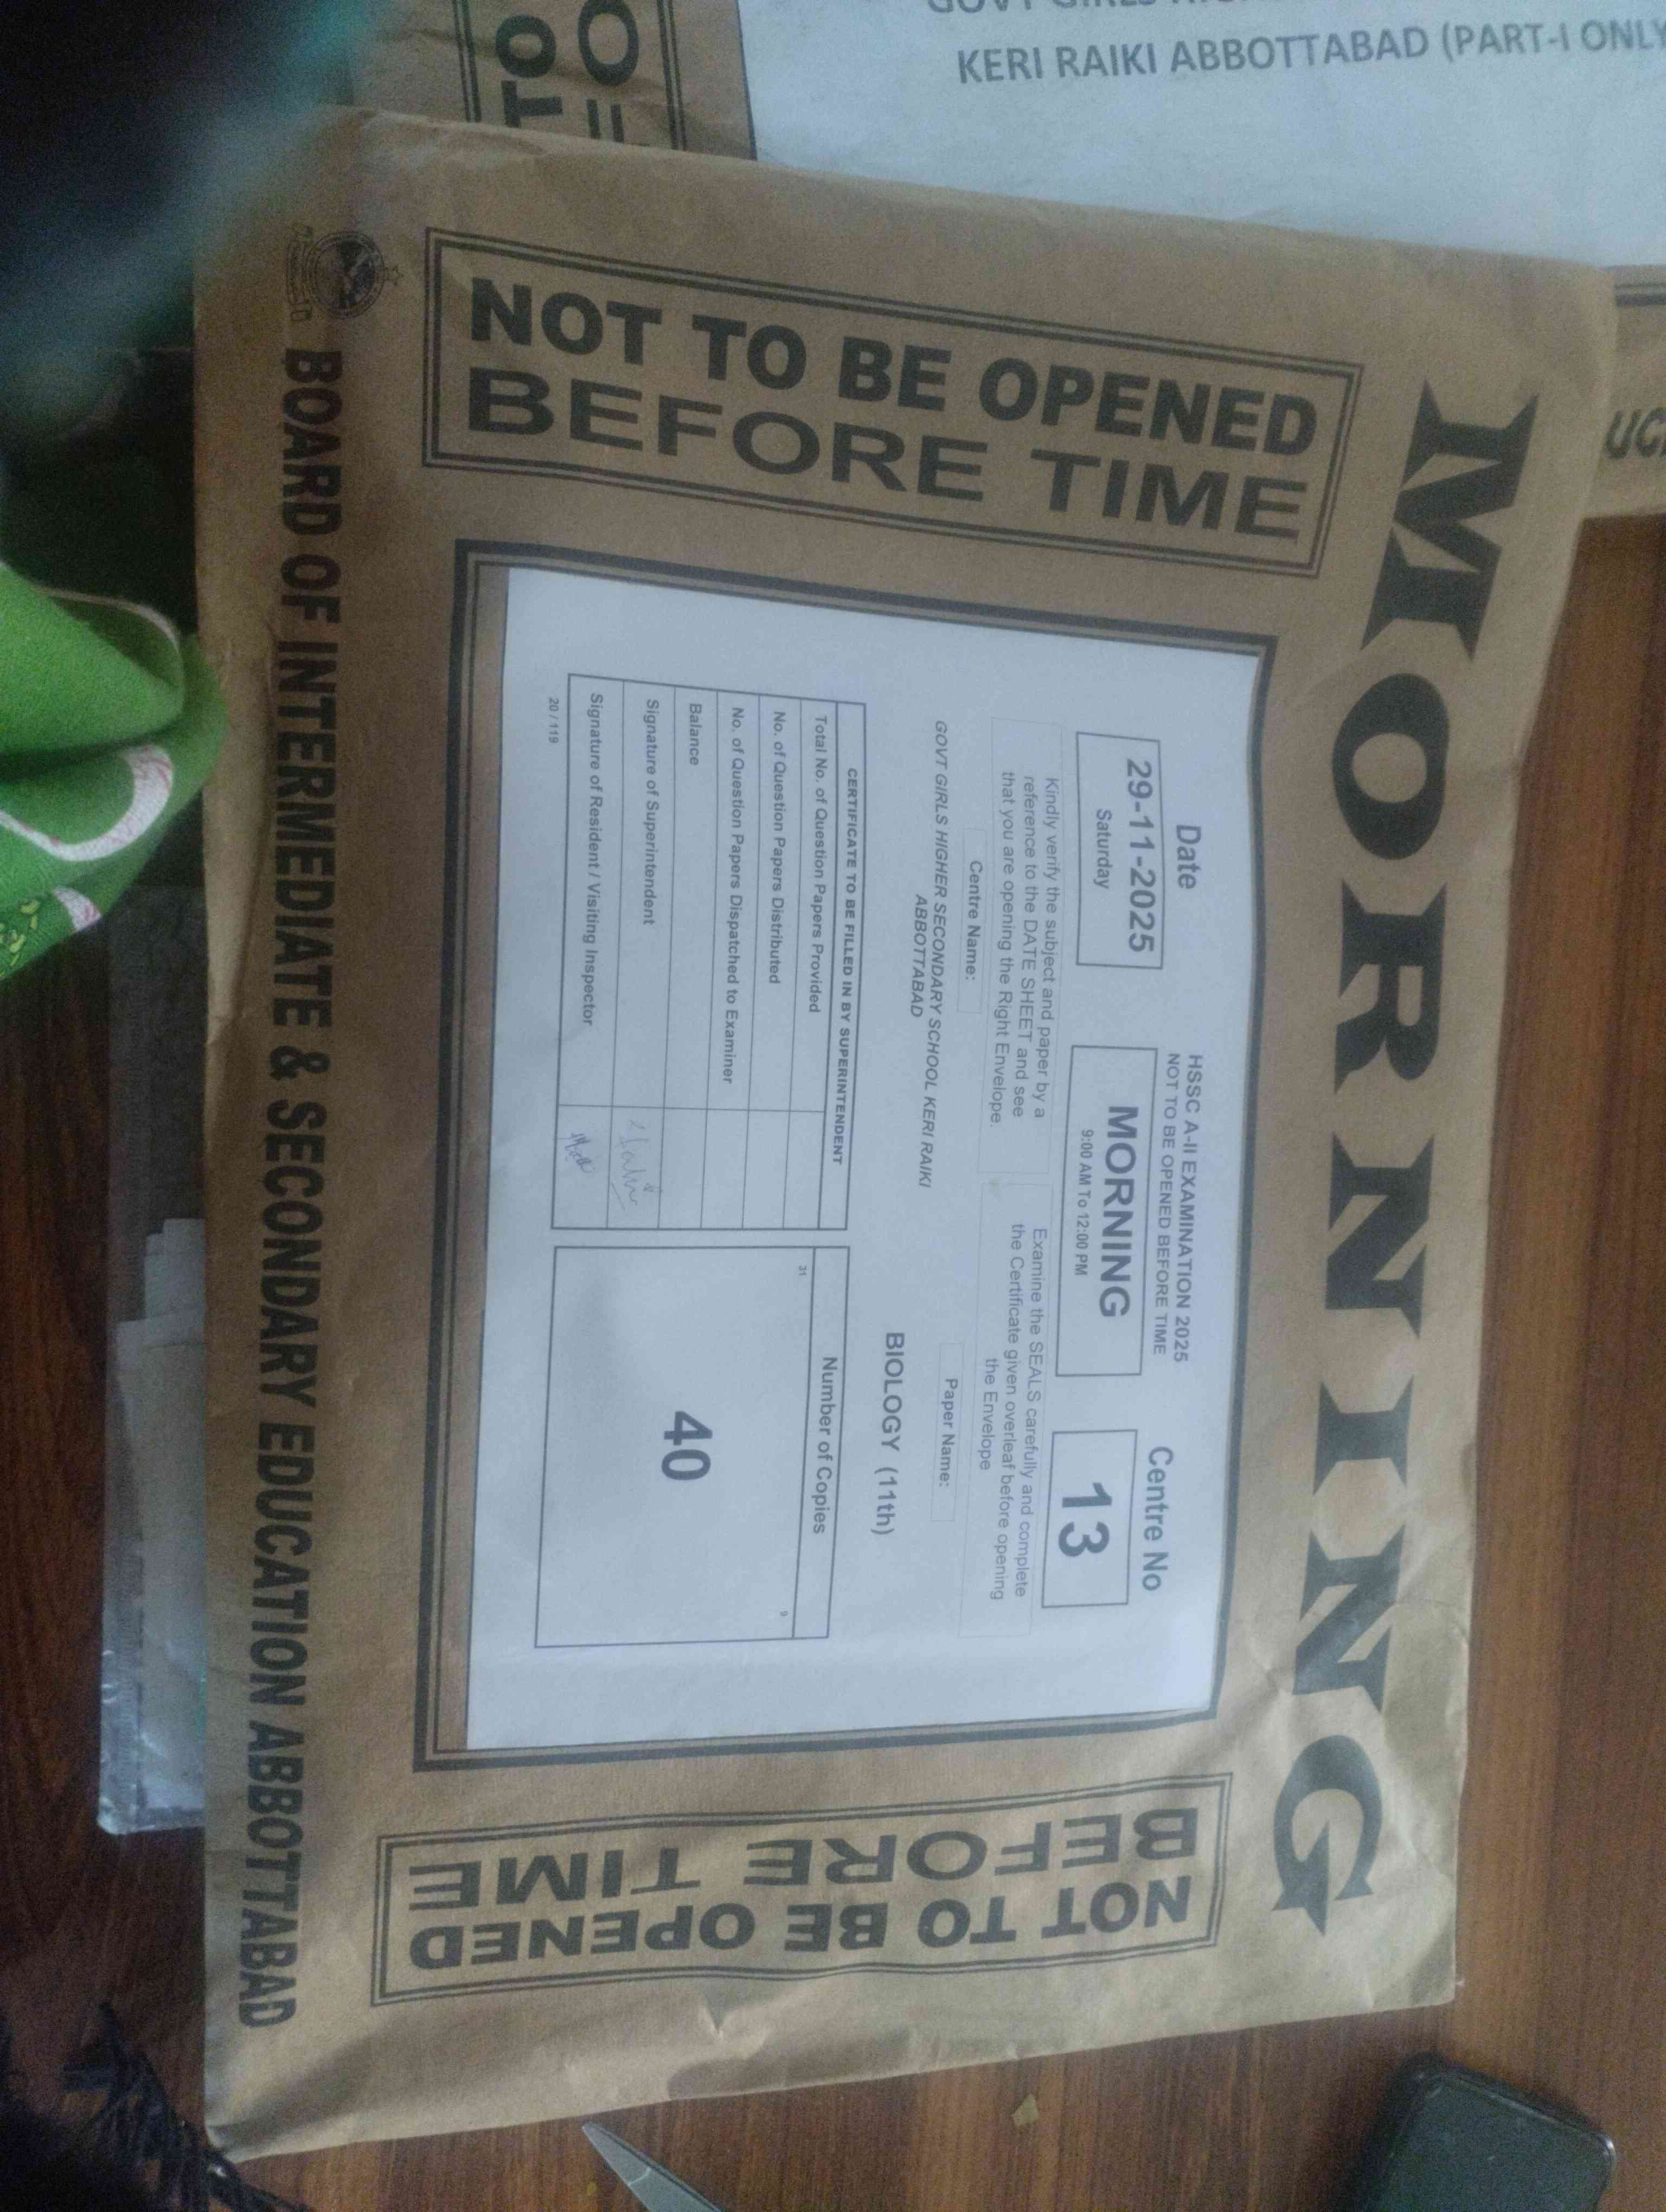 KERI RAIKI ABBOTTABAD (PART-I ONLY
TO
MORNING
NOT TO BE OPENED
BEFORE TIME
Date
29-11-2025
Saturday
HSSC A-II EXAMINATION 2025
NOT TO BE OPENED BEFORE TIME
MORNING
9:00 AM To 12:00 PM
Centre No
13
Kindly verify the subject and paper by a
reference to the DATE SHEET and see
that you are opening the Right Envelope.
Examine the SEALS carefully and complete
the Certificate given overleaf before opening
the Envelope
Centre Name:
GOVT GIRLS HIGHER SECONDARY SCHOOL KERI RAIKI
ABBOTTABAD
Paper Name:
BIOLOGY (11th)
CERTIFICATE TO BE FILLED IN BY SUPERINTENDENT
Total No. of Question Papers Provided
No. of Question Papers Distributed
No. of Question Papers Dispatched to Examiner
Balance
Signature of Superintendent
Signature of Resident / Visiting Inspector
20 / 119
Number of Copies
31
9
40
NOT TO BE OPENED
BEFORE TIME
BOARD OF INTERMEDIATE & SECONDARY EDUCATION ABBOTTABAD